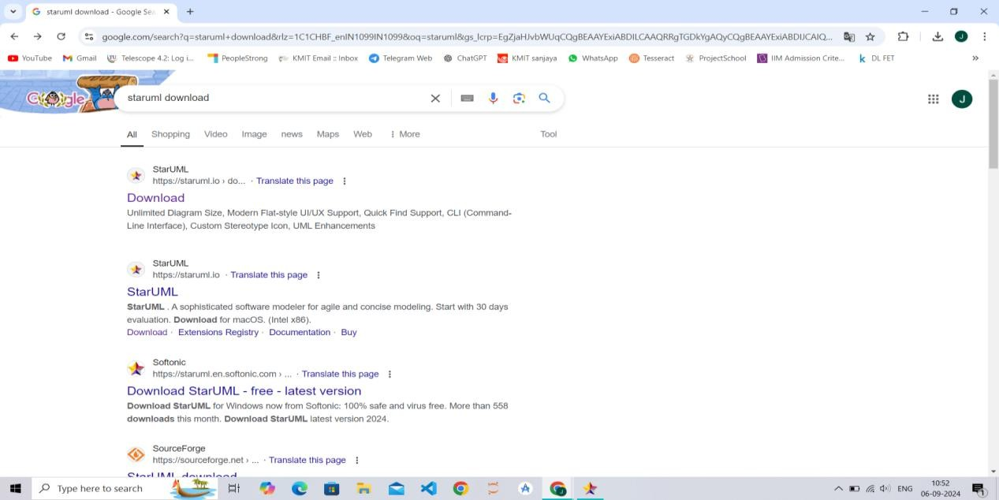 staruml download - Google Sea
google.com/search?q=staruml+download&rlz=1C1CHBF_enIN1099IN1099&oq=staruml&gs_lcrp=EgZjaHJvbWUqCQgBEAAYExiABDILCAAQRRgTGDkYgAQyCQgBEAAYExiABDIJCAIQ...
YouTube Gmail Telescope 4.2: Log i... PeopleStrong KMIT Email :: Inbox Telegram Web ChatGPT KMIT sanjaya WhatsApp Tesseract ProjectSchool IIM Admission Crite... DL FET »
Google
staruml download
J
All Shopping Video Image news Maps Web More Tool
StarUML
https://staruml.io › do... · Translate this page
Download
Unlimited Diagram Size, Modern Flat-style UI/UX Support, Quick Find Support, CLI (Command-
Line Interface), Custom Stereotype Icon, UML Enhancements
StarUML
https://staruml.io · Translate this page
StarUML
StarUML . A sophisticated software modeler for agile and concise modeling. Start with 30 days
evaluation. Download for macOS. (Intel x86).
Download · Extensions Registry · Documentation · Buy
Softonic
https://staruml.en.softonic.com › ... · Translate this page
Download StarUML - free - latest version
Download StarUML for Windows now from Softonic: 100% safe and virus free. More than 558
downloads this month. Download StarUML latest version 2024.
SourceForge
https://sourceforge.net › ... · Translate this page
StarUML download
Type here to search
ENG
10:52
06-09-2024
1